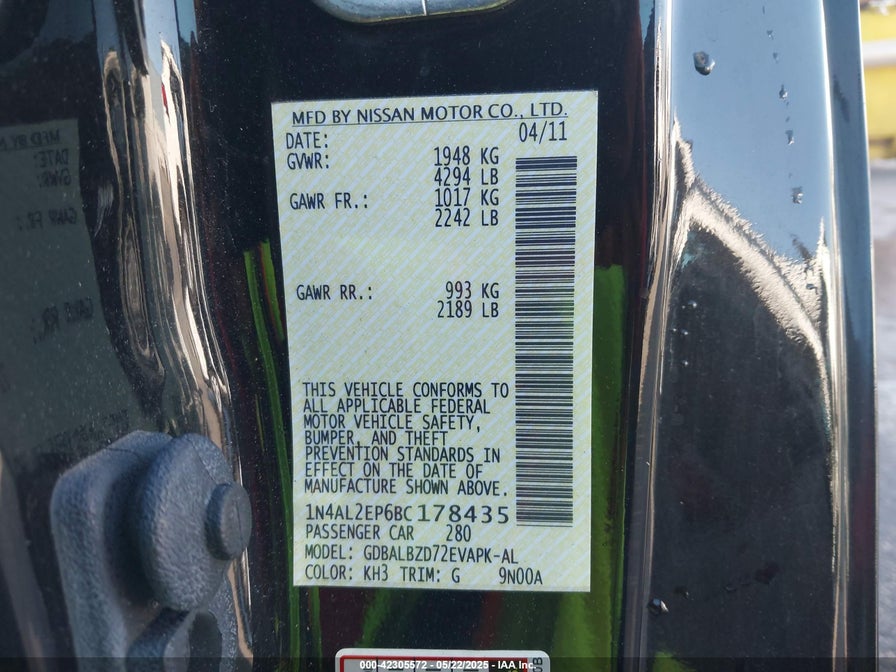 MFD BY NISSAN MOTOR CO., LTD.
DATE: 04/11
GVWR: 1948 KG
4294 LB
GAWR FR.: 1017 KG
2242 LB
GAWR RR.: 993 KG
2189 LB
THIS VEHICLE CONFORMS TO
ALL APPLICABLE FEDERAL
MOTOR VEHICLE SAFETY,
BUMPER, AND THEFT
PREVENTION STANDARDS IN
EFFECT ON THE DATE OF
MANUFACTURE SHOWN ABOVE.
1N4AL2EP6BC178435
PASSENGER CAR 280
MODEL: GDBALBZD72EVAPK-AL
COLOR: KH3 TRIM: G 9N00A
000-42305572 - 05/22/2025 - IAA Inc.